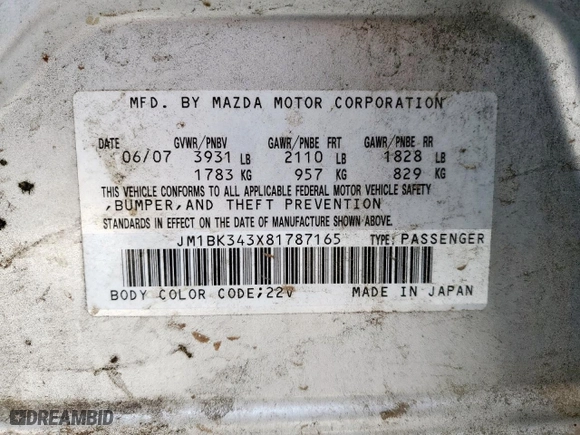 MFD. BY MAZDA MOTOR CORPORATION
DATE GVWR/PNBV GAWR/PNBE FRT GAWR/PNBE RR
06/07 3931 LB 2110 LB 1828 LB
1783 KG 957 KG 829 KG
THIS VEHICLE CONFORMS TO ALL APPLICABLE FEDERAL MOTOR VEHICLE SAFETY
,BUMPER,AND THEFT PREVENTION
STANDARDS IN EFFECT ON THE DATE OF MANUFACTURE SHOWN ABOVE.
JM1BK343X81787165 TYPE: PASSENGER
BODY COLOR CODE;22V MADE IN JAPAN
DREAMBID